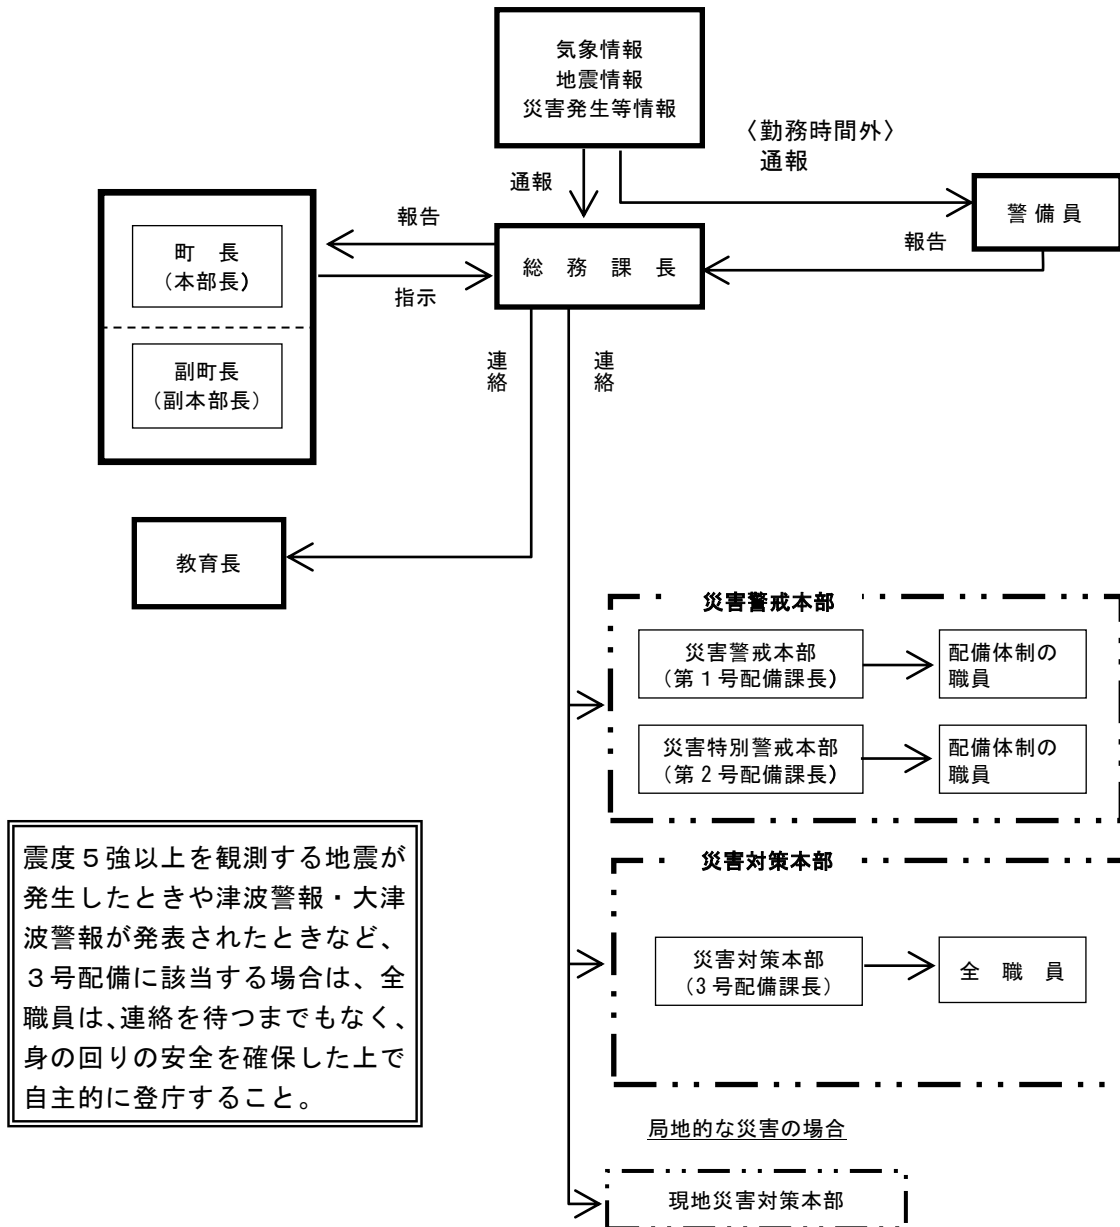 気象情報
地震情報
災害発生等情報
〈勤務時間外〉
通報
通報
警備員
報告
報告
町　長
（本部長）
総　務　課　長
指示
副町長
（副本部長）
連絡
連絡
教育長
災害警戒本部
災害警戒本部
（第１号配備課長）
配備体制の
職員
災害特別警戒本部
（第２号配備課長）
配備体制の
職員
震度５強以上を観測する地震が
発生したときや津波警報・大津
波警報が発表されたときなど、
３号配備に該当する場合は、全
職員は、連絡を待つまでもなく、
身の回りの安全を確保した上で
自主的に登庁すること。
災害対策本部
災害対策本部
（３号配備課長）
全　職　員
局地的な災害の場合
現地災害対策本部